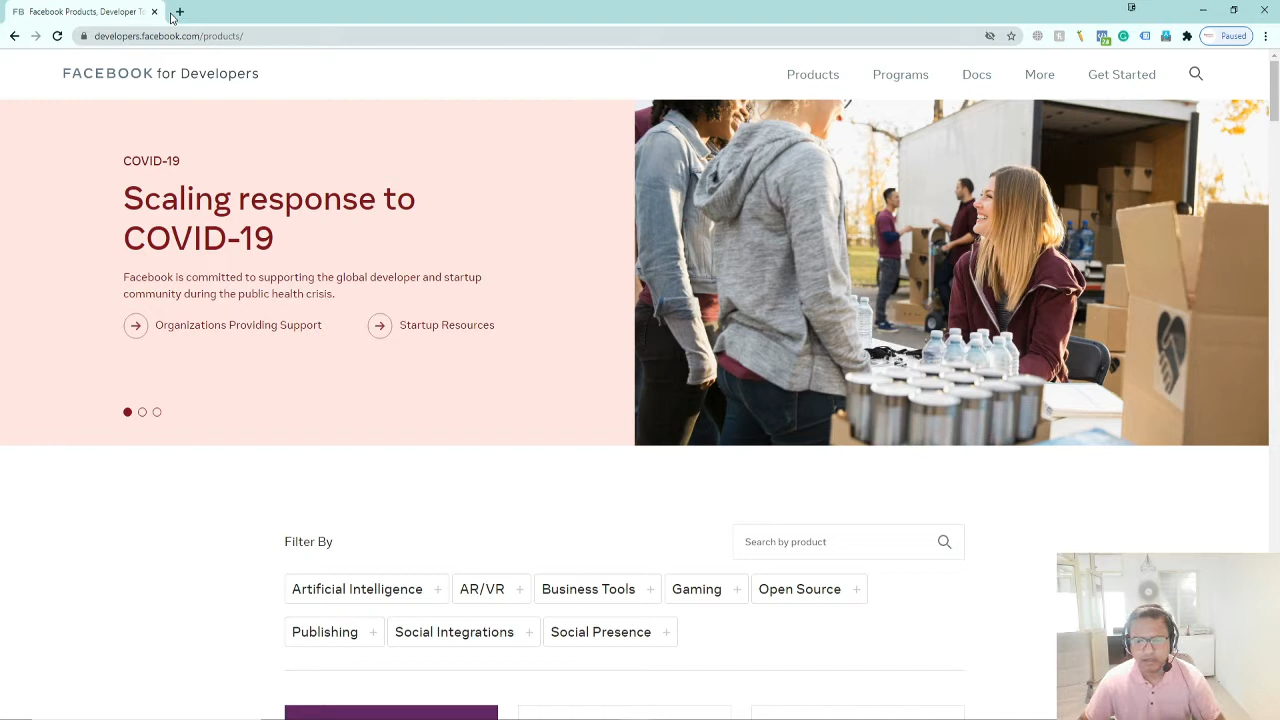 FB Facebook Products, Developer T
developers.facebook.com/products/
Paused
FACEBOOK for Developers
Products
Programs
Docs
More
Get Started
COVID-19
Scaling response to
COVID-19
Facebook is committed to supporting the global developer and startup
community during the public health crisis.
Organizations Providing Support
Startup Resources
Filter By
Search by product
Artificial Intelligence +
AR/VR +
Business Tools +
Gaming +
Open Source +
Publishing +
Social Integrations +
Social Presence +